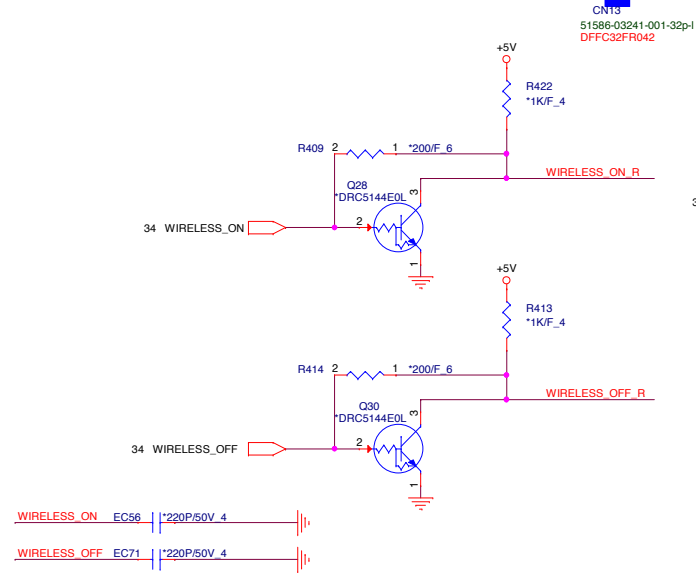 CN13
51586-03241-001-32p-l
DFFC32FR042
+5V
R422
*1K/F_4
R409 2 1 *200/F_6
WIRELESS_ON_R
Q28
*DRC5144E0L
3
3
34 WIRELESS_ON
2
1
+5V
R413
*1K/F_4
R414 2 1 *200/F_6
WIRELESS_OFF_R
Q30
*DRC5144E0L
3
34 WIRELESS_OFF
2
1
WIRELESS_ON EC56 *220P/50V_4
WIRELESS_OFF EC71 *220P/50V_4